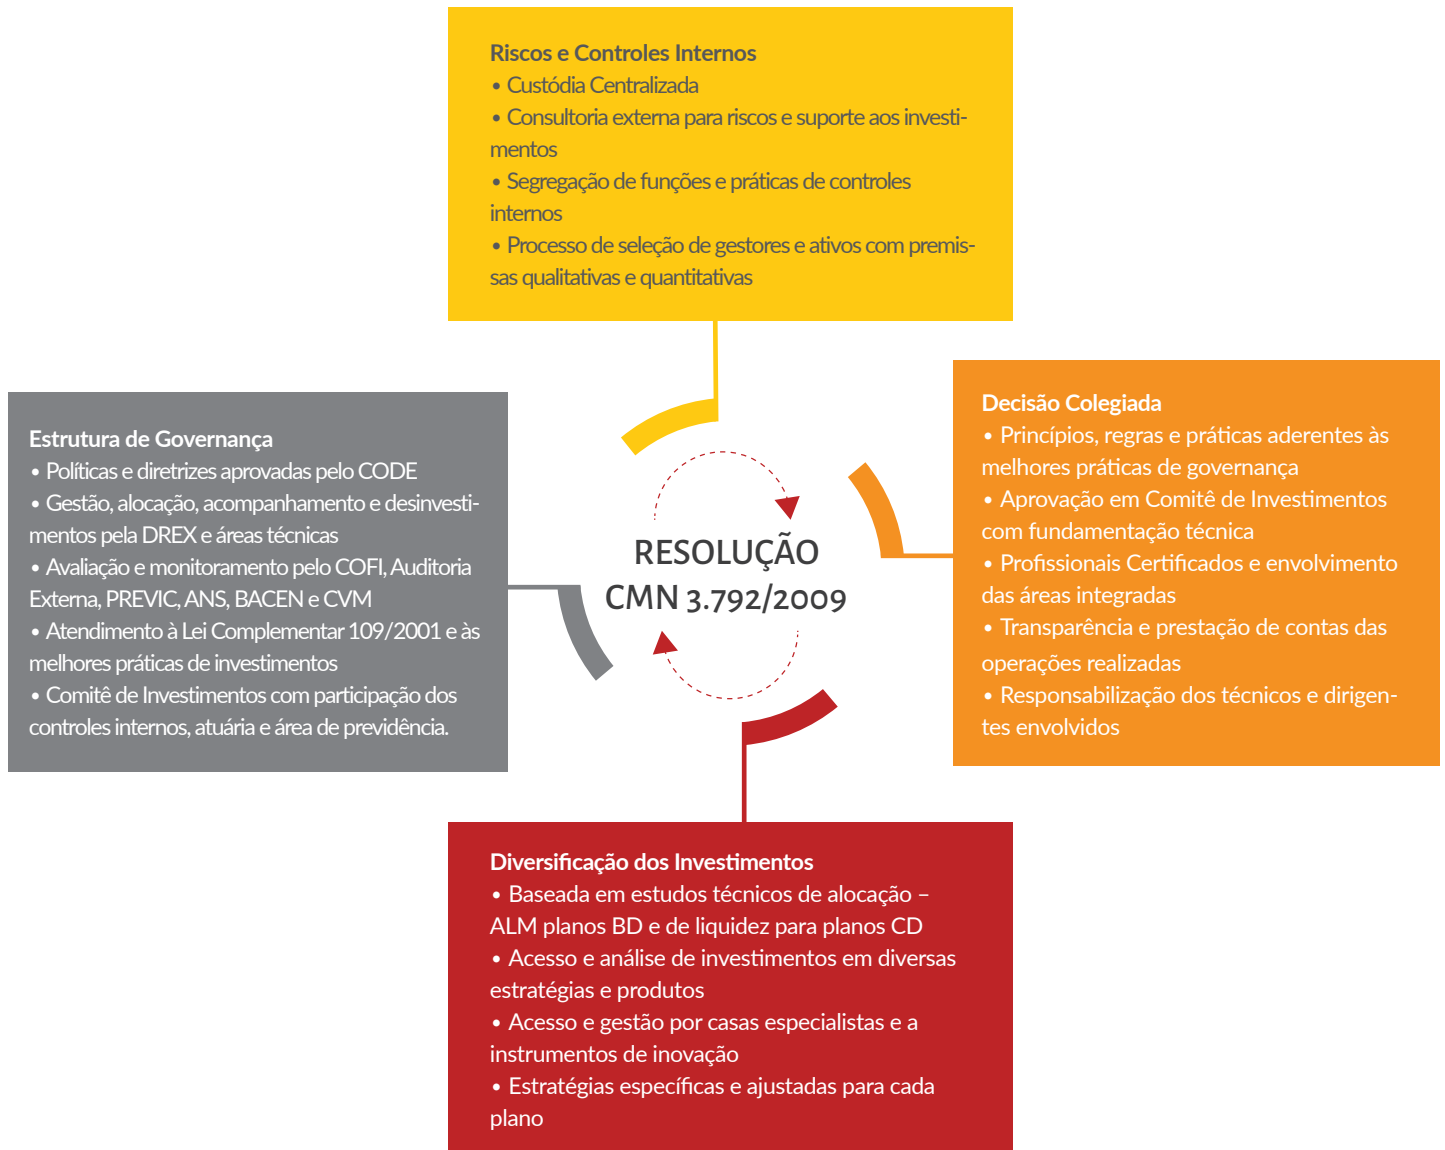 Riscos e Controles Internos
• Custódia Centralizada
• Consultoria externa para riscos e suporte aos investi-
mentos
• Segregação de funções e práticas de controles
internos
• Processo de seleção de gestores e ativos com premis-
sas qualitativas e quantitativas
Estrutura de Governança
• Políticas e diretrizes aprovadas pelo CODE
• Gestão, alocação, acompanhamento e desinvesti-
mentos pela DREX e áreas técnicas
• Avaliação e monitoramento pelo COFI, Auditoria
Externa, PREVIC, ANS, BACEN e CVM
• Atendimento à Lei Complementar 109/2001 e às
melhores práticas de investimentos
• Comitê de Investimentos com participação dos
controles internos, atuária e área de previdência.
RESOLUÇÃO
CMN 3.792/2009
Decisão Colegiada
• Princípios, regras e práticas aderentes às
melhores práticas de governança
• Aprovação em Comitê de Investimentos
com fundamentação técnica
• Profissionais Certificados e envolvimento
das áreas integradas
• Transparência e prestação de contas das
operações realizadas
• Responsabilização dos técnicos e dirigen-
tes envolvidos
Diversificação dos Investimentos
• Baseada em estudos técnicos de alocação –
ALM planos BD e de liquidez para planos CD
• Acesso e análise de investimentos em diversas
estratégias e produtos
• Acesso e gestão por casas especialistas e a
instrumentos de inovação
• Estratégias específicas e ajustadas para cada
plano